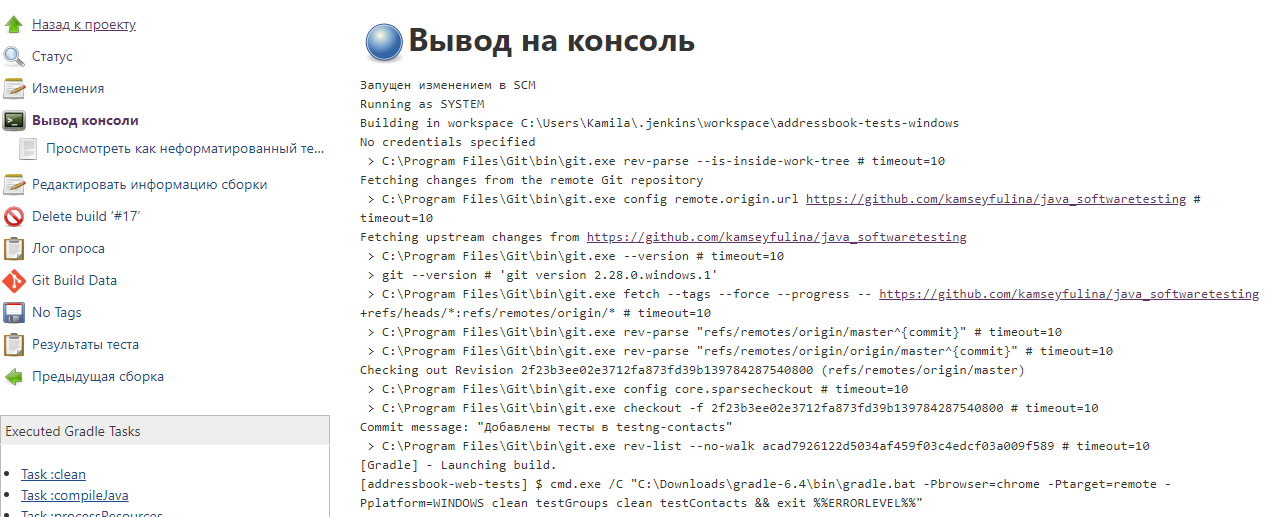 Назад к проекту
Статус
Изменения
Вывод консоли
Просмотреть как неформатированный те...
Редактировать информацию сборки
Delete build ‘#17’
Лог опроса
Git Build Data
No Tags
Результаты теста
Предыдущая сборка
Executed Gradle Tasks
Task :clean
Task :compileJava
Task :processResources
Вывод на консоль
Запущен изменением в SCM
Running as SYSTEM
Building in workspace C:\Users\Kamila\.jenkins\workspace\addressbook-tests-windows
No credentials specified
 > C:\Program Files\Git\bin\git.exe rev-parse --is-inside-work-tree # timeout=10
Fetching changes from the remote Git repository
 > C:\Program Files\Git\bin\git.exe config remote.origin.url https://github.com/kamseyfulina/java_softwaretesting #
timeout=10
Fetching upstream changes from https://github.com/kamseyfulina/java_softwaretesting
 > C:\Program Files\Git\bin\git.exe --version # timeout=10
 > git --version # 'git version 2.28.0.windows.1'
 > C:\Program Files\Git\bin\git.exe fetch --tags --force --progress -- https://github.com/kamseyfulina/java_softwaretesting
+refs/heads/*:refs/remotes/origin/* # timeout=10
 > C:\Program Files\Git\bin\git.exe rev-parse "refs/remotes/origin/master^{commit}" # timeout=10
 > C:\Program Files\Git\bin\git.exe rev-parse "refs/remotes/origin/origin/master^{commit}" # timeout=10
Checking out Revision 2f23b3ee02e3712fa873fd39b139784287540800 (refs/remotes/origin/master)
 > C:\Program Files\Git\bin\git.exe config core.sparsecheckout # timeout=10
 > C:\Program Files\Git\bin\git.exe checkout -f 2f23b3ee02e3712fa873fd39b139784287540800 # timeout=10
Commit message: "Добавлены тесты в testng-contacts"
 > C:\Program Files\Git\bin\git.exe rev-list --no-walk acad7926122d5034af459f03c4edcf03a009f589 # timeout=10
[Gradle] - Launching build.
[addressbook-web-tests] $ cmd.exe /C "C:\Downloads\gradle-6.4\bin\gradle.bat -Pbrowser=chrome -Ptarget=remote -
Pplatform=WINDOWS clean testGroups clean testContacts && exit %%ERRORLEVEL%%"